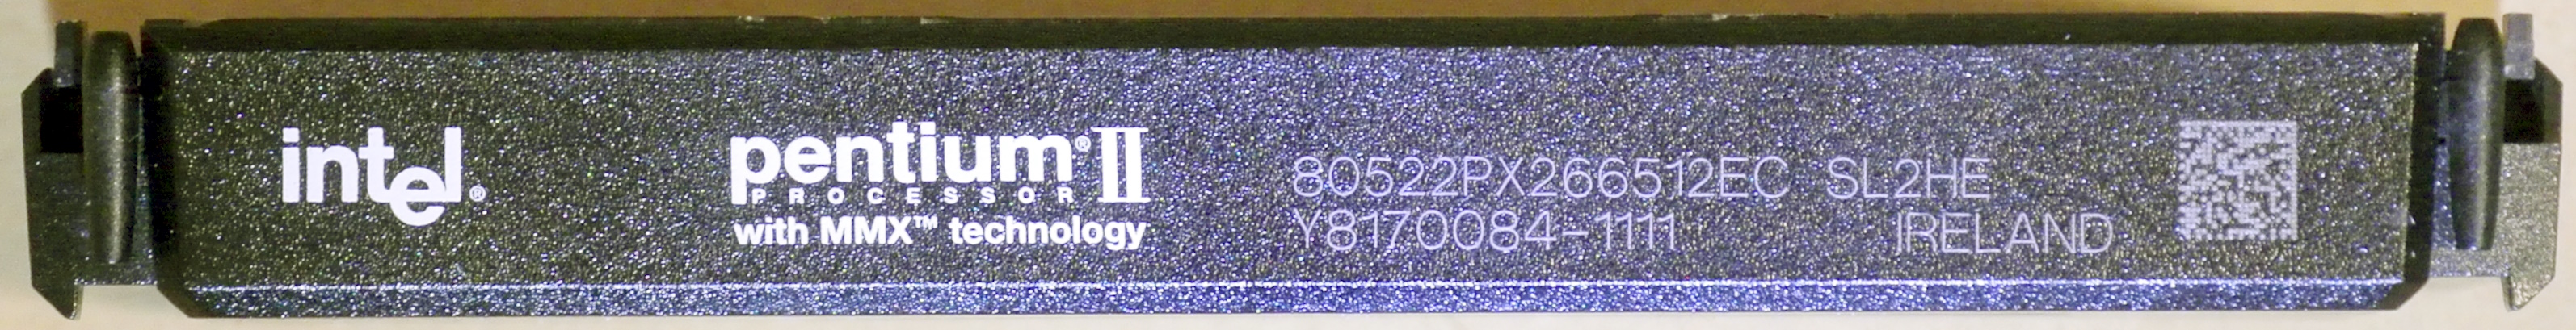 intel®
pentium® II
PROCESSOR
with MMX™ technology
80522PX266512EC SL2HE
Y8170084-1111 IRELAND